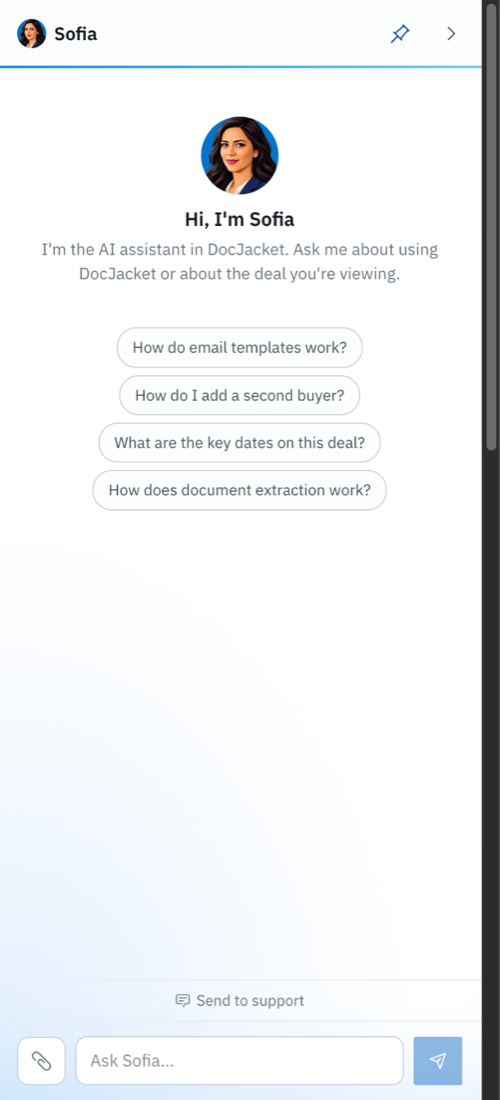 Sofia
Hi, I'm Sofia
I'm the AI assistant in DocJacket. Ask me about using
DocJacket or about the deal you're viewing.
How do email templates work?
How do I add a second buyer?
What are the key dates on this deal?
How does document extraction work?
Send to support
Ask Sofia...